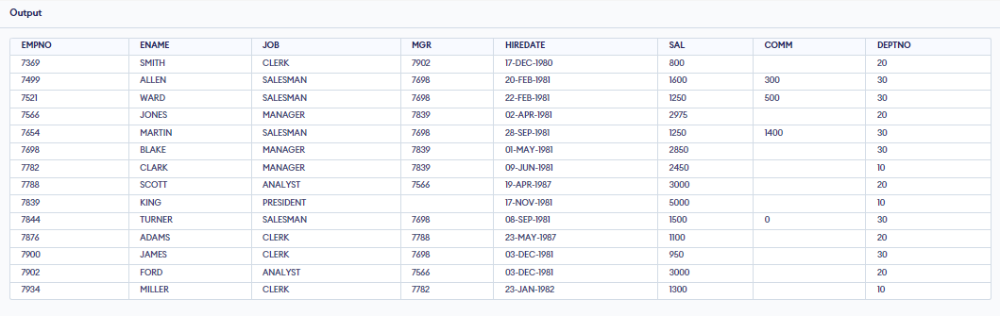 Output
EMPNO ENAME JOB MGR HIREDATE SAL COMM DEPTNO
7369 SMITH CLERK 7902 17-DEC-1980 800 20
7499 ALLEN SALESMAN 7698 20-FEB-1981 1600 300 30
7521 WARD SALESMAN 7698 22-FEB-1981 1250 500 30
7566 JONES MANAGER 7839 02-APR-1981 2975 20
7654 MARTIN SALESMAN 7698 28-SEP-1981 1250 1400 30
7698 BLAKE MANAGER 7839 01-MAY-1981 2850 30
7782 CLARK MANAGER 7839 09-JUN-1981 2450 10
7788 SCOTT ANALYST 7566 19-APR-1987 3000 20
7839 KING PRESIDENT 17-NOV-1981 5000 10
7844 TURNER SALESMAN 7698 08-SEP-1981 1500 0 30
7876 ADAMS CLERK 7788 23-MAY-1987 1100 20
7900 JAMES CLERK 7698 03-DEC-1981 950 30
7902 FORD ANALYST 7566 03-DEC-1981 3000 20
7934 MILLER CLERK 7782 23-JAN-1982 1300 10